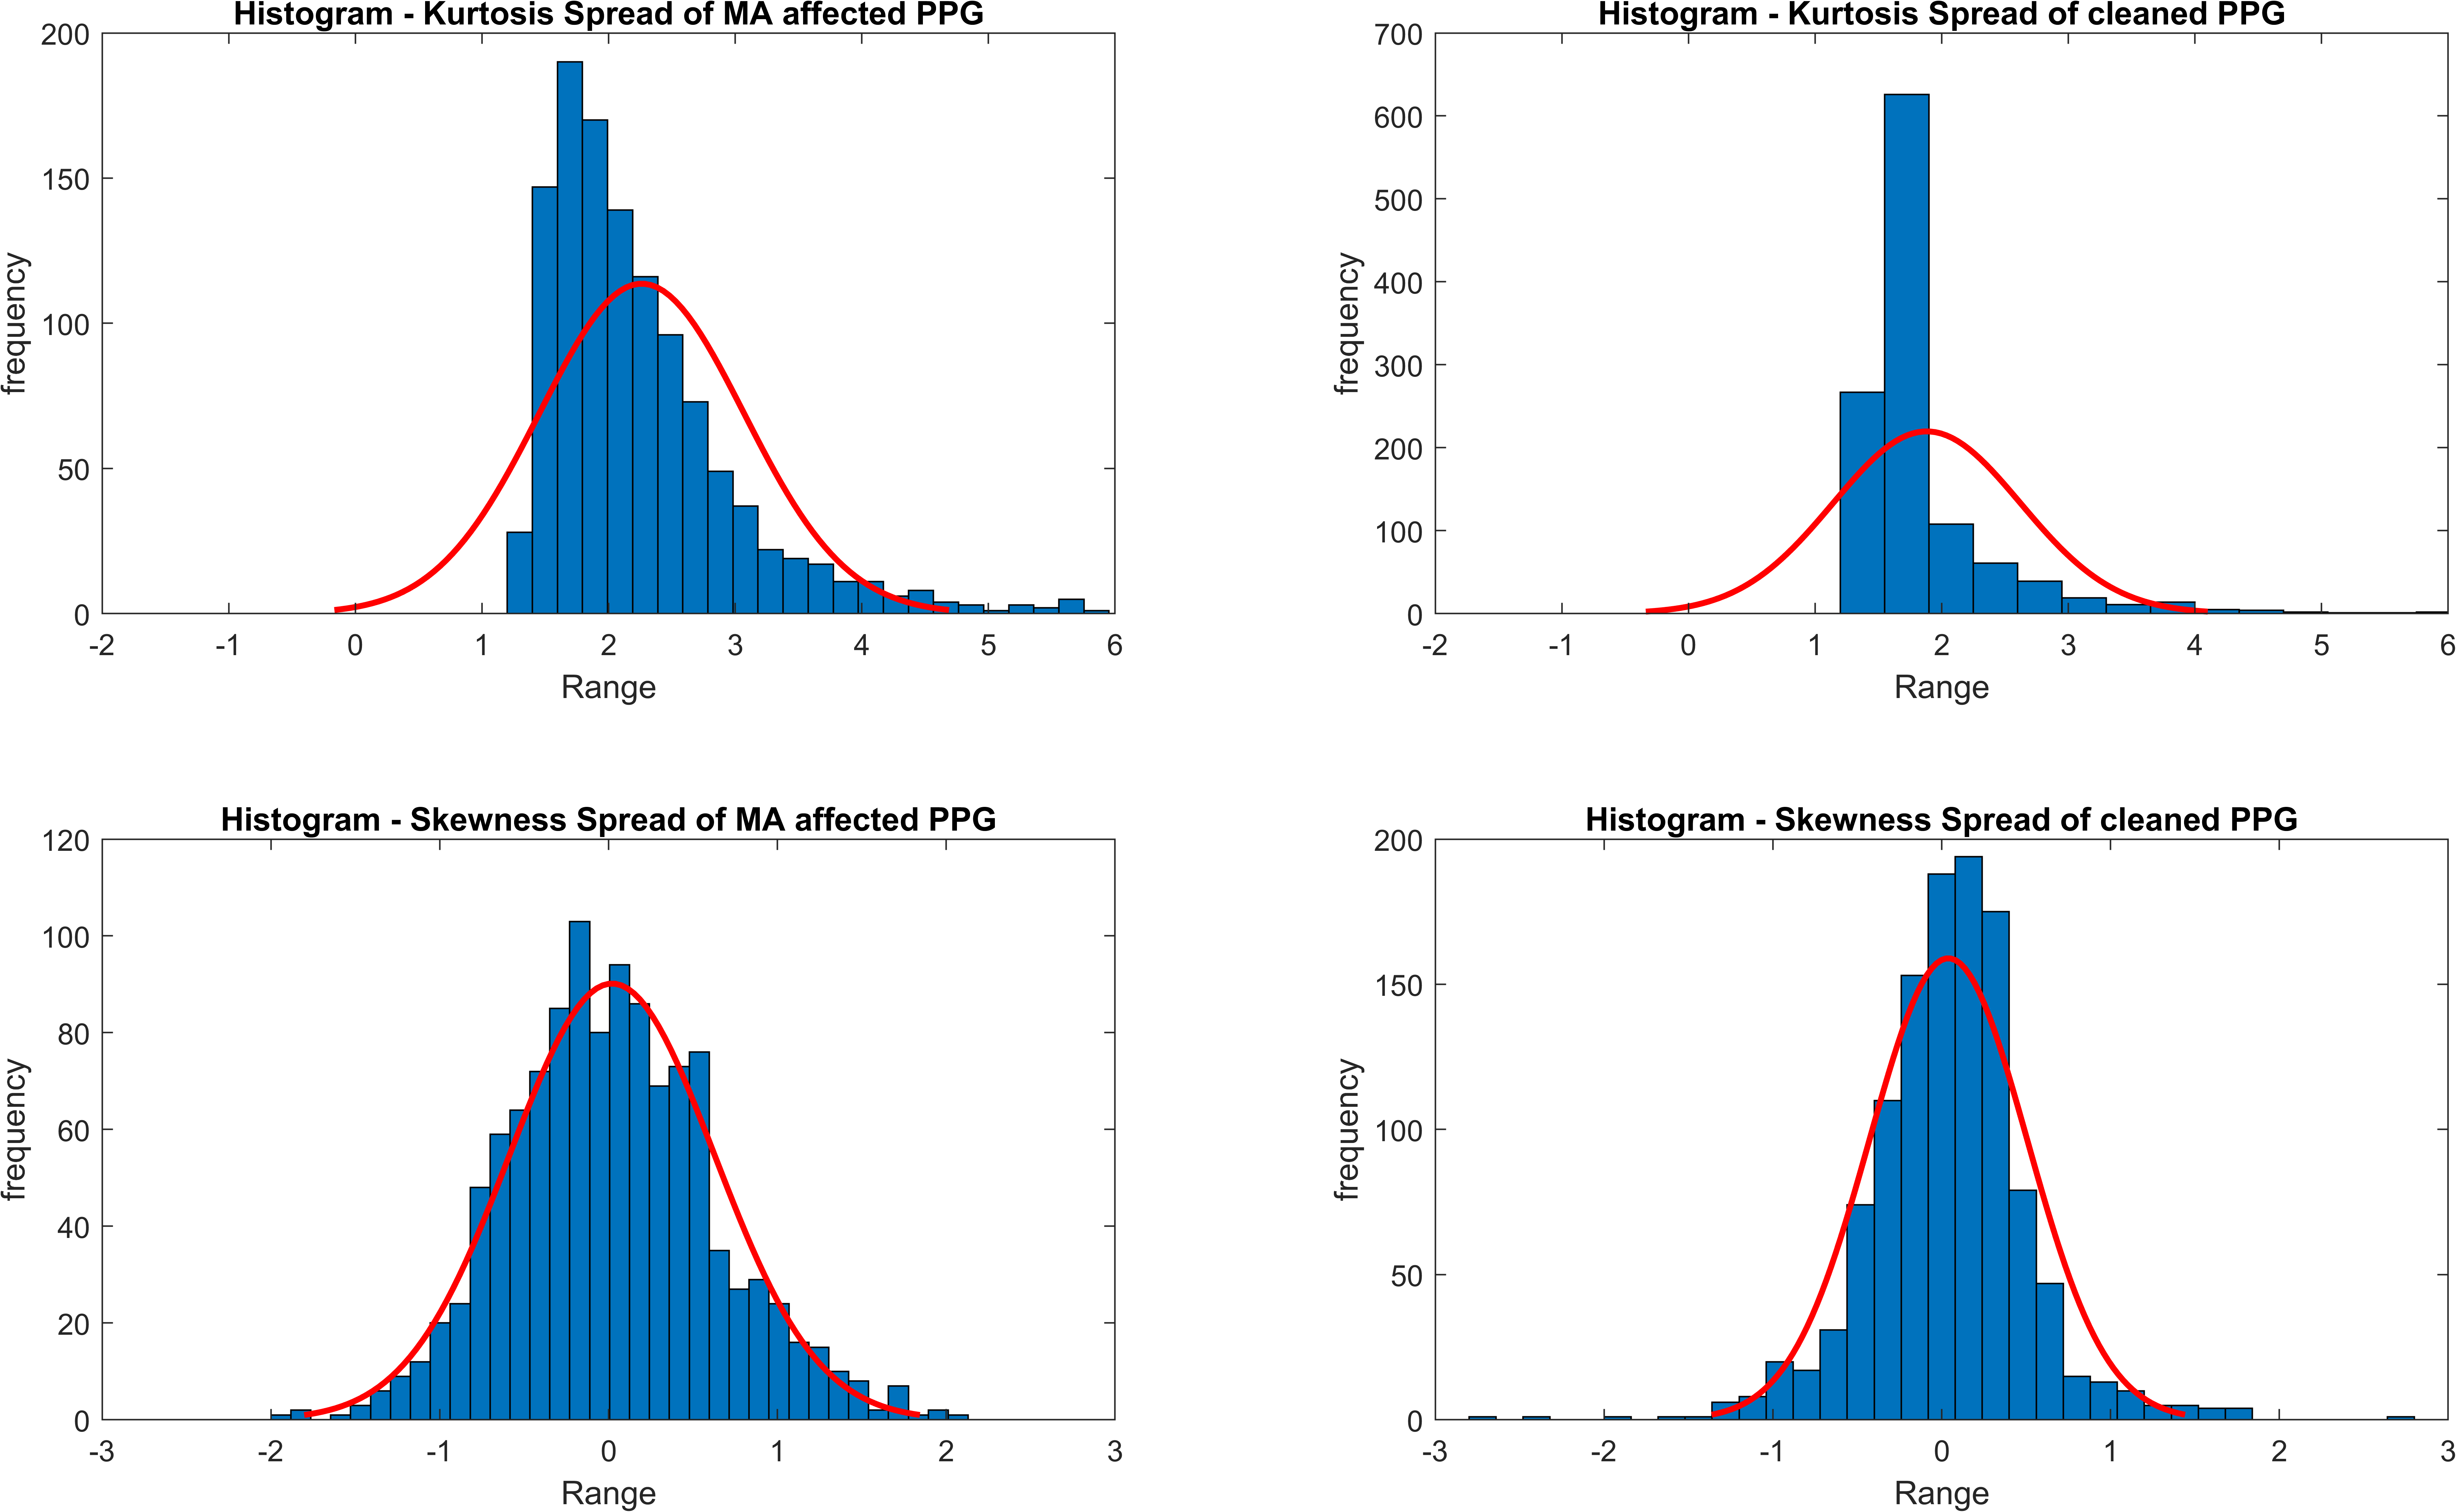 Histogram - Kurtosis Spread of MA affected PPG
200
150
100
50
0
frequency
-2 -1 0 1 2 3 4 5 6
Range
Histogram - Kurtosis Spread of cleaned PPG
700
600
500
400
300
200
100
0
frequency
-2 -1 0 1 2 3 4 5 6
Range
Histogram - Skewness Spread of MA affected PPG
120
100
80
60
40
20
0
frequency
-3 -2 -1 0 1 2 3
Range
Histogram - Skewness Spread of cleaned PPG
200
150
100
50
0
frequency
-3 -2 -1 0 1 2 3
Range